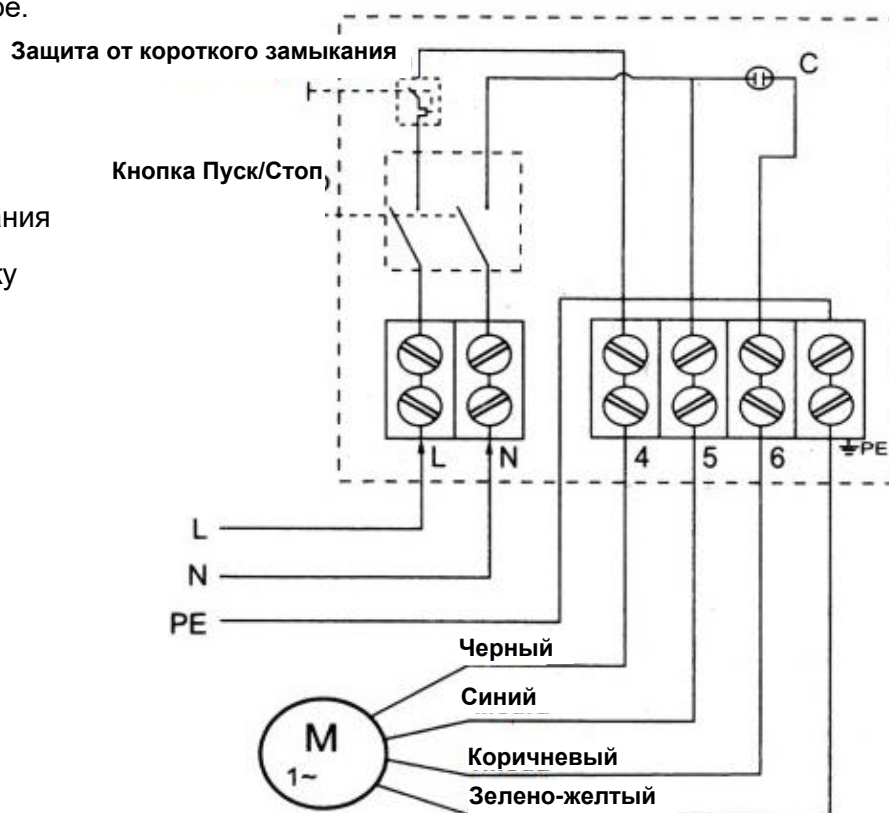 ре.
Защита от короткого замыкания
C
Кнопка Пуск/Стоп
ания
ку
L N 4 5 6 PE
L
N
PE
Черный
Синий
M
1~
Коричневый
Зелено-желтый